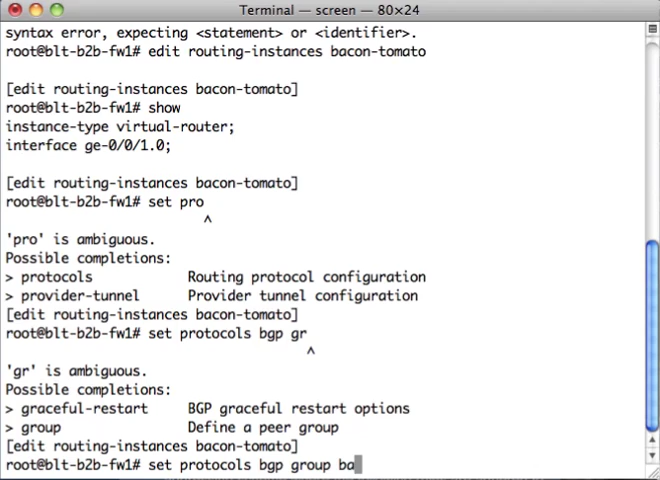 Terminal — screen — 80×24
syntax error, expecting <statement> or <identifier>.
root@blt-b2b-fw1# edit routing-instances bacon-tomato
[edit routing-instances bacon-tomato]
root@blt-b2b-fw1# show
instance-type virtual-router;
interface ge-0/0/1.0;
[edit routing-instances bacon-tomato]
root@blt-b2b-fw1# set pro
^
'pro' is ambiguous.
Possible completions:
> protocols Routing protocol configuration
> provider-tunnel Provider tunnel configuration
[edit routing-instances bacon-tomato]
root@blt-b2b-fw1# set protocols bgp gr
^
'gr' is ambiguous.
Possible completions:
> graceful-restart BGP graceful restart options
> group Define a peer group
[edit routing-instances bacon-tomato]
root@blt-b2b-fw1# set protocols bgp group ba